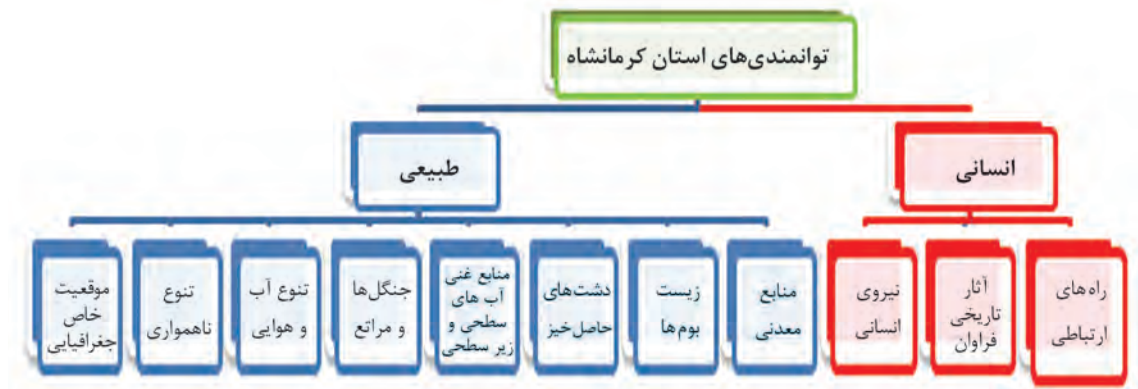 توانمندی‌های استان کرمانشاه
انسانی
طبیعی
راه‌های
ارتباطی
آثار
تاریخی
فراوان
نیروی
انسانی
منابع
معدنی
زیست
بوم‌ها
دشت‌های
حاصل‌خیز
منابع غنی
آب های
سطحی و
زیر سطحی
جنگل‌ها
و مراتع
تنوع آب
و هوایی
تنوع
ناهمواری
موقعیت
خاص
جغرافیایی